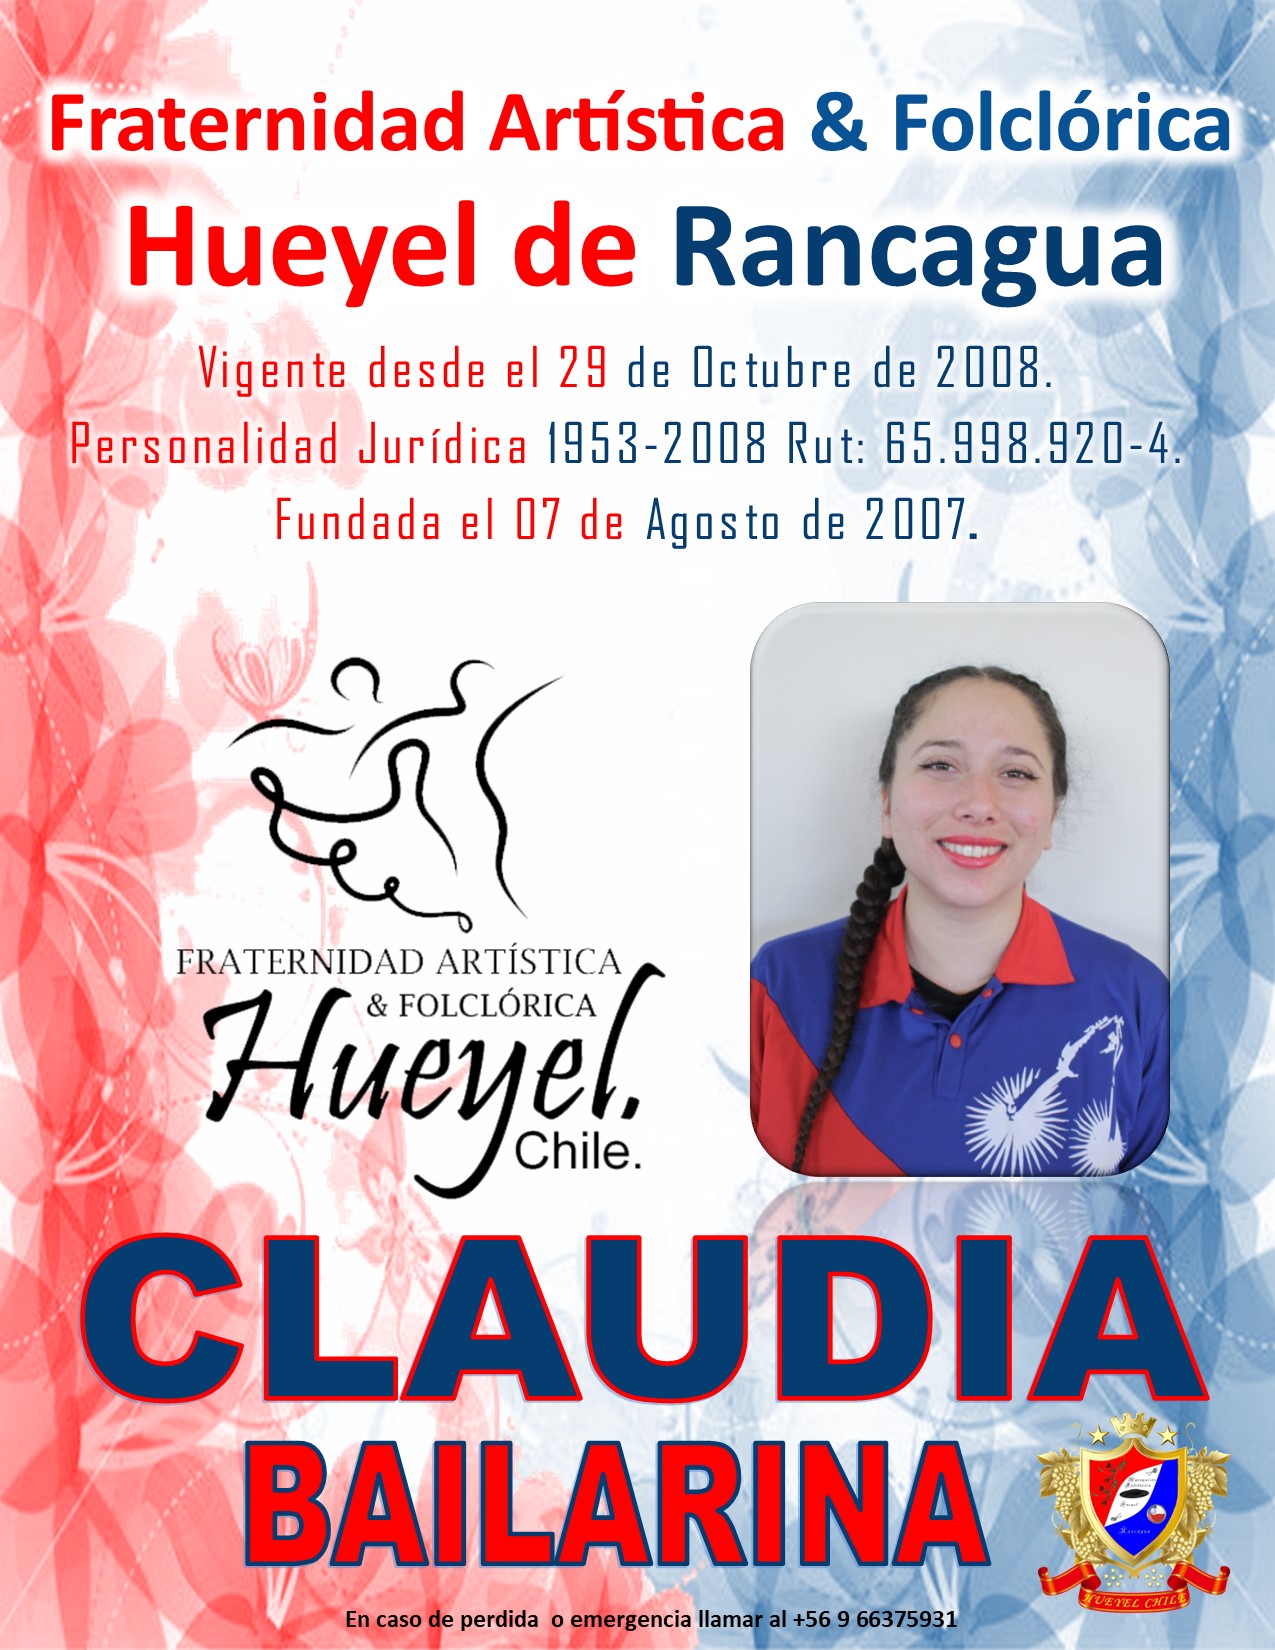 Fraternidad Artística & Folclórica
Hueyel de Rancagua
Vigente desde el 29 de Octubre de 2008.
Personalidad Jurídica 1953-2008 Rut: 65.998.920-4.
Fundada el 07 de Agosto de 2007.
FRATERNIDAD ARTÍSTICA
& FOLCLÓRICA
Hueyel.
Chile.
CLAUDIA
BAILARINA
HUEYEL CHILE
En caso de perdida o emergencia llamar al +56 9 66375931